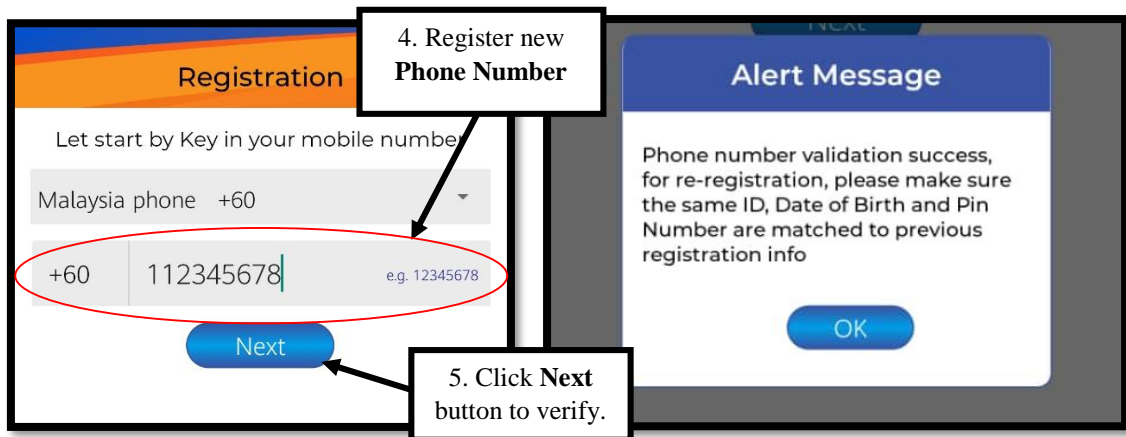 4. Register new
Phone Number
Registration
Let start by Key in your mobile number
Malaysia phone +60
+60 112345678 e.g. 12345678
Next
5. Click Next
button to verify.
Next
Alert Message
Phone number validation success,
for re-registration, please make sure
the same ID, Date of Birth and Pin
Number are matched to previous
registration info
OK